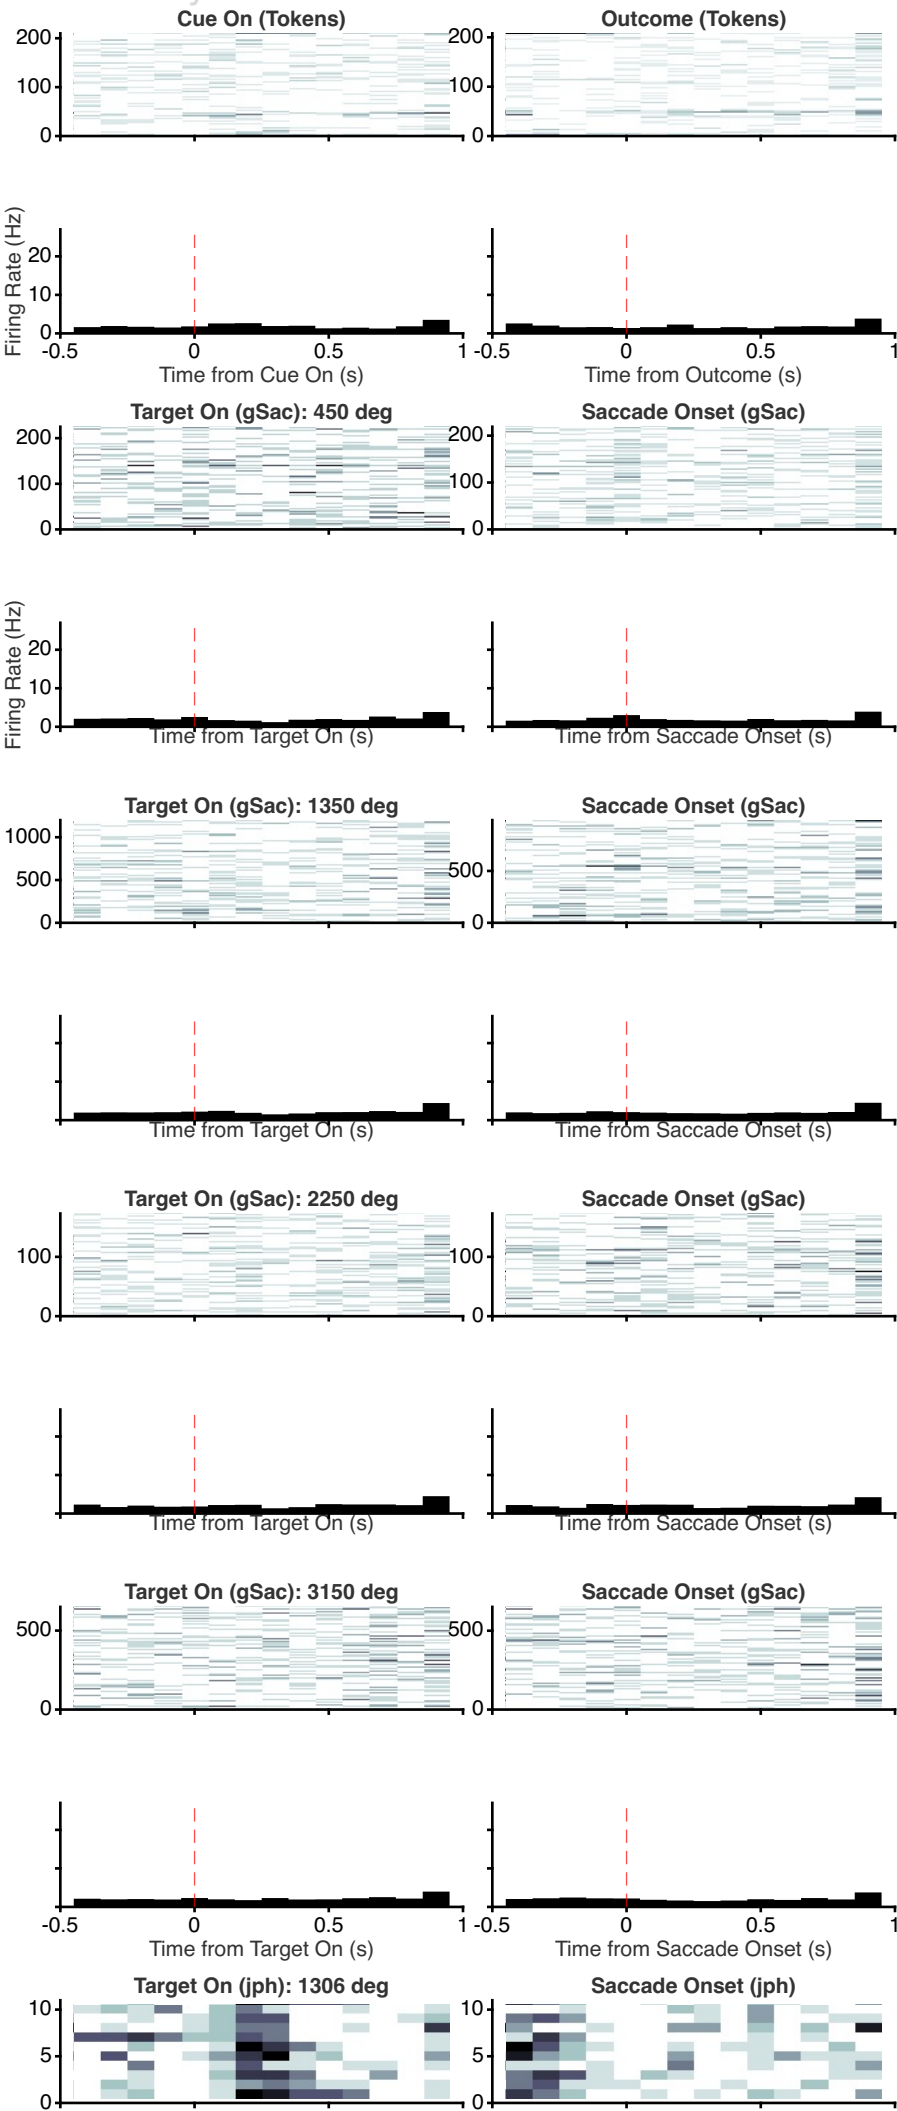 Cue On (Tokens) Outcome (Tokens)
200 200
100 100
0 0
Firing Rate (Hz)
20
10
0
-0.5 0 0.5 1 -0.5 0 0.5 1
Time from Cue On (s) Time from Outcome (s)
Target On (gSac): 450 deg Saccade Onset (gSac)
200 200
100 100
0 0
Firing Rate (Hz)
20
10
0
Time from Target On (s) Time from Saccade Onset (s)
Target On (gSac): 1350 deg Saccade Onset (gSac)
1000
500 500
0 0
Time from Target On (s) Time from Saccade Onset (s)
Target On (gSac): 2250 deg Saccade Onset (gSac)
100 100
0 0
Time from Target On (s) Time from Saccade Onset (s)
Target On (gSac): 3150 deg Saccade Onset (gSac)
500 500
0 0
-0.5 0 0.5 1 -0.5 0 0.5 1
Time from Target On (s) Time from Saccade Onset (s)
Target On (jph): 1306 deg Saccade Onset (jph)
10 10
5 5
0 0